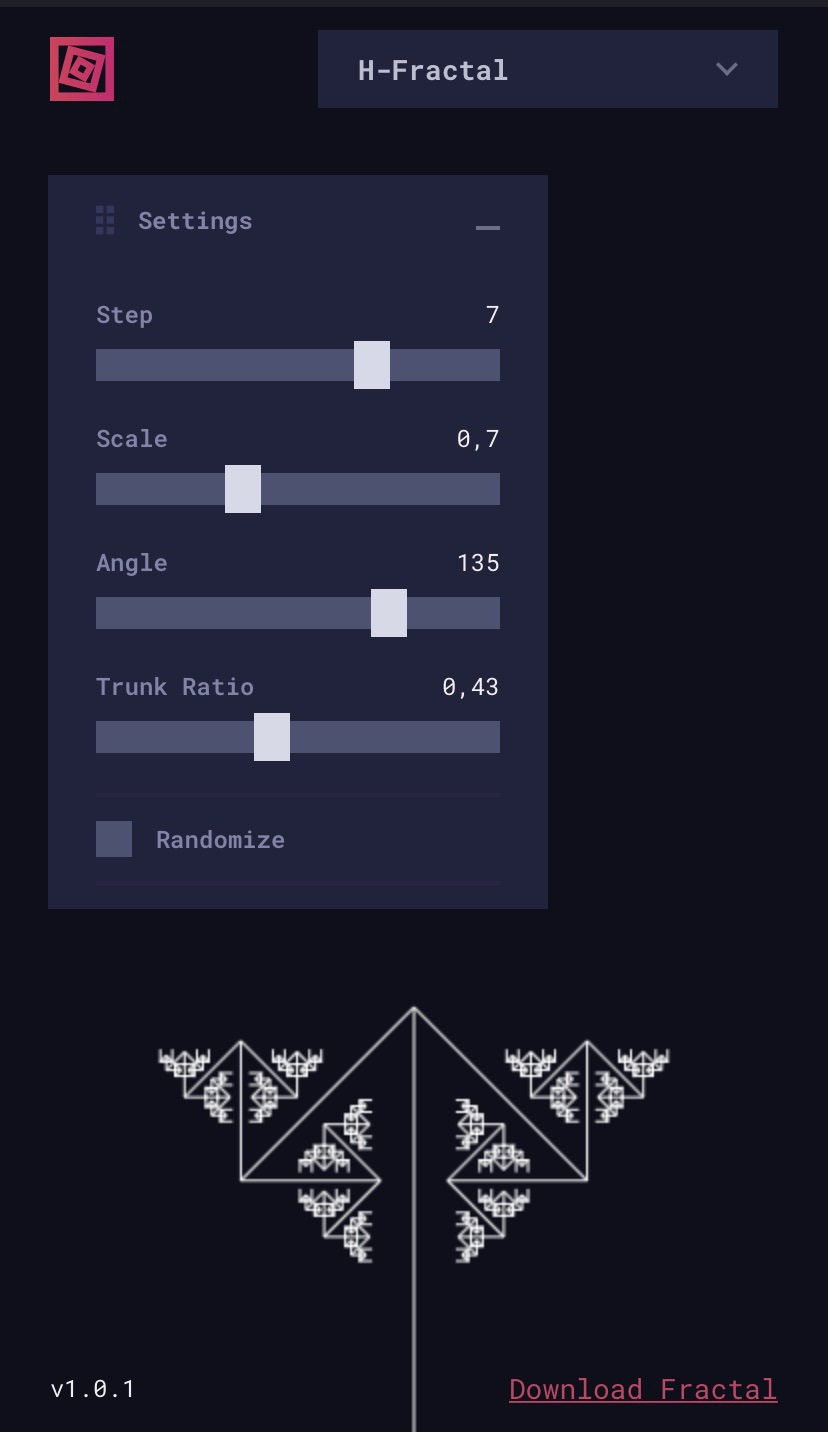 H-Fractal
Settings
Step 7
Scale 0,7
Angle 135
Trunk Ratio 0,43
Randomize
v1.0.1 Download Fractal